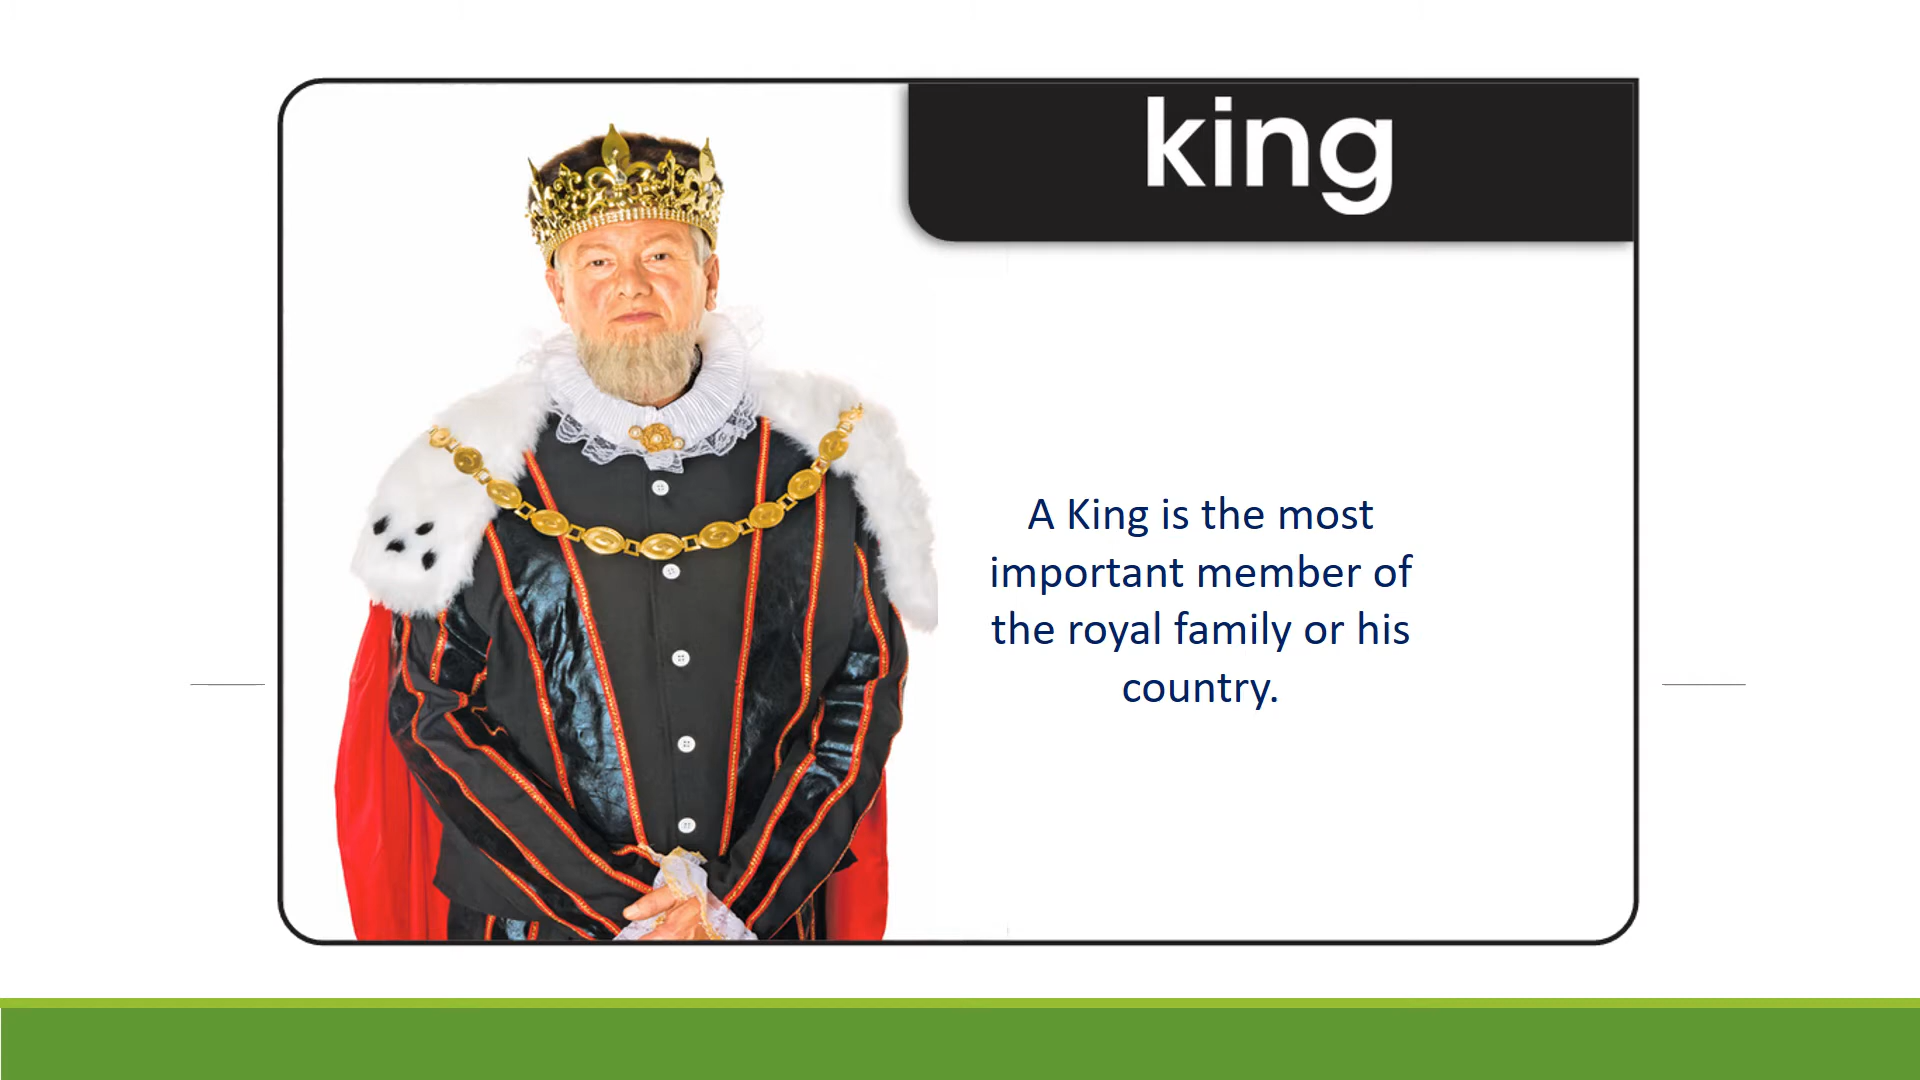 king
A King is the most
important member of
the royal family or his
country.